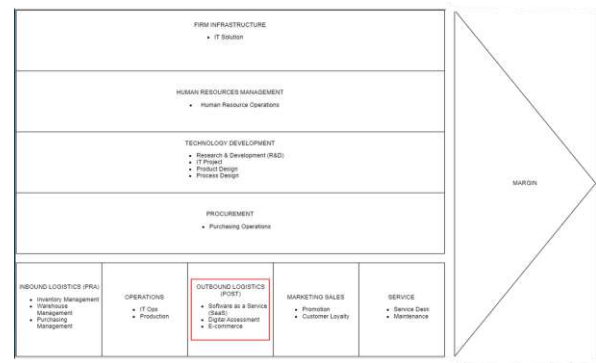 FIRM INFRASTRUCTURE
• IT Solution
HUMAN RESOURCES MANAGEMENT
• Human Resource Operations
TECHNOLOGY DEVELOPMENT
• Research & Development (R&D)
• IT Project
• Product Design
• Process Design
PROCUREMENT
• Purchasing Operations
MARGIN
INBOUND LOGISTICS (PRA)
• Inventory Management
• Warehouse
Management
• Purchasing
Management
OPERATIONS
• IT Ops
• Production
OUTBOUND LOGISTICS
(POST)
• Software as a Service
(SaaS)
• Digital Assessment
• E-commerce
MARKETING SALES
• Promotion
• Customer Loyalty
SERVICE
• Service Desk
• Maintenance